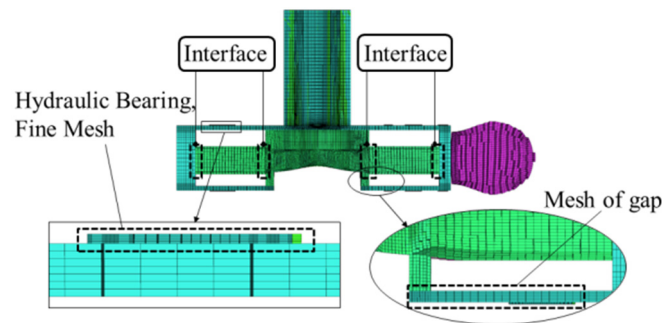 Interface
Interface
Hydraulic Bearing,
Fine Mesh
Mesh of gap